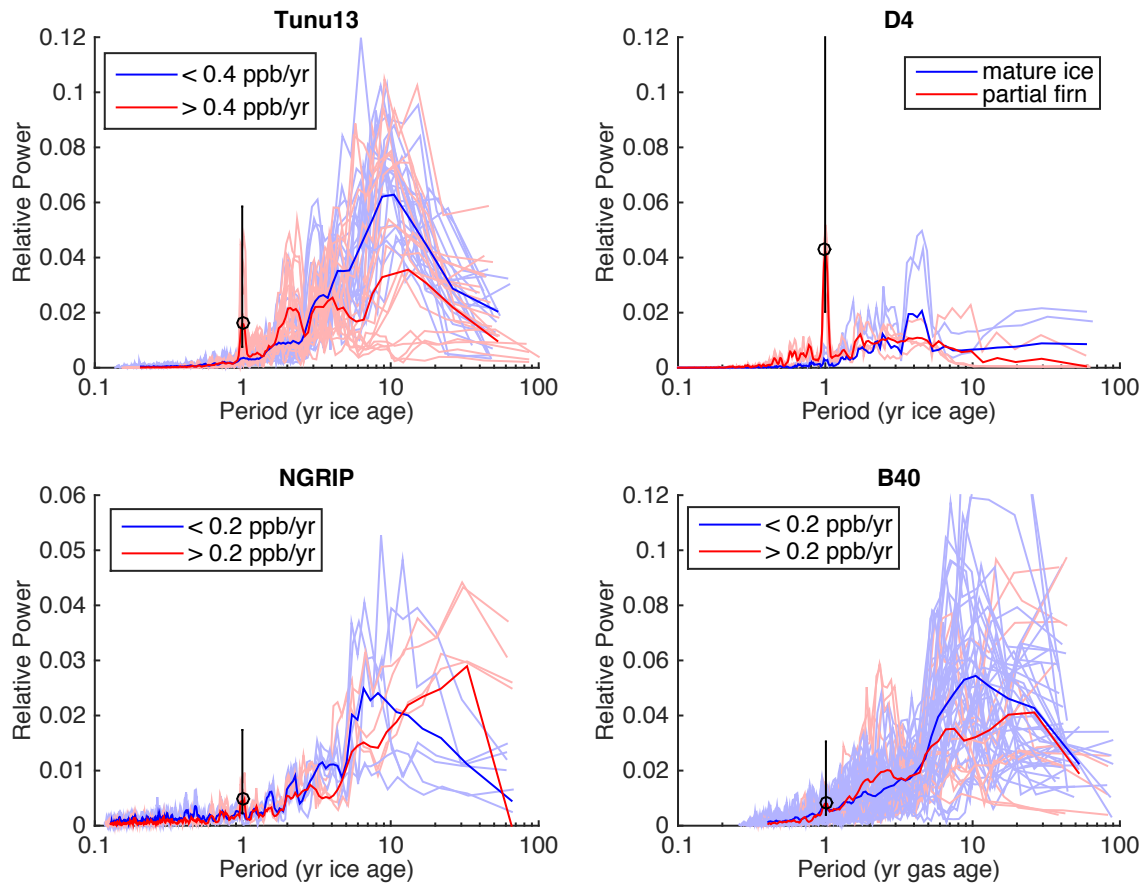 Tunu13
0.12
0.1
0.08
0.06
0.04
0.02
0
Relative Power
< 0.4 ppb/yr
> 0.4 ppb/yr
0.1
1
10
100
Period (yr ice age)
D4
0.12
0.1
0.08
0.06
0.04
0.02
0
Relative Power
mature ice
partial firn
0.1
1
10
100
Period (yr ice age)
NGRIP
0.06
0.05
0.04
0.03
0.02
0.01
0
Relative Power
< 0.2 ppb/yr
> 0.2 ppb/yr
0.1
1
10
100
Period (yr ice age)
B40
0.12
0.1
0.08
0.06
0.04
0.02
0
Relative Power
< 0.2 ppb/yr
> 0.2 ppb/yr
0.1
1
10
100
Period (yr gas age)